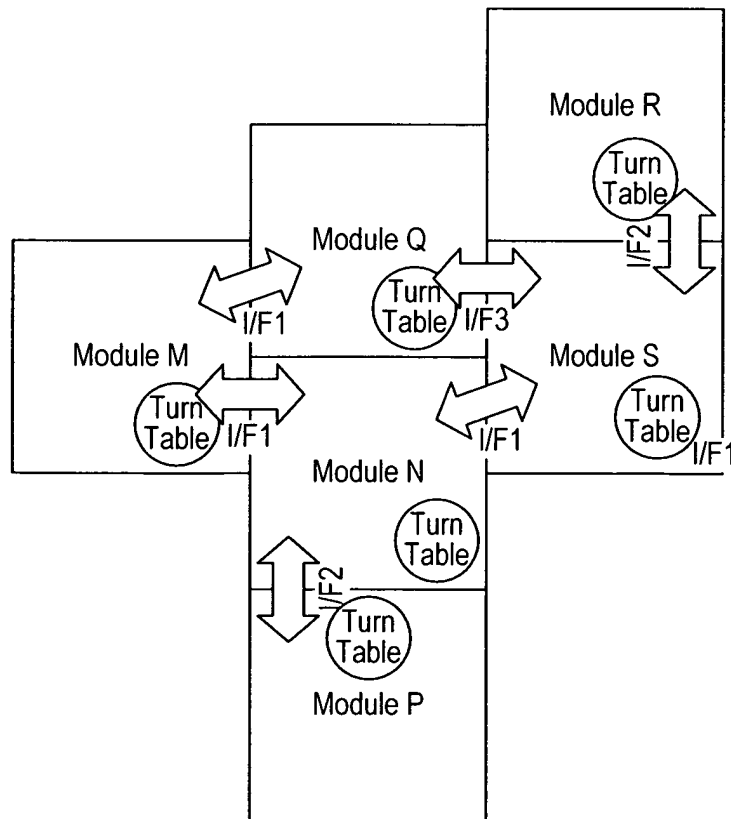 Module R
Turn
Table
I/F2
Module Q
Turn
Table
I/F1
I/F3
Module M
Module S
Turn
Table
I/F1
I/F1
Turn
Table
I/F1
Module N
Turn
Table
I/F2
Turn
Table
Module P